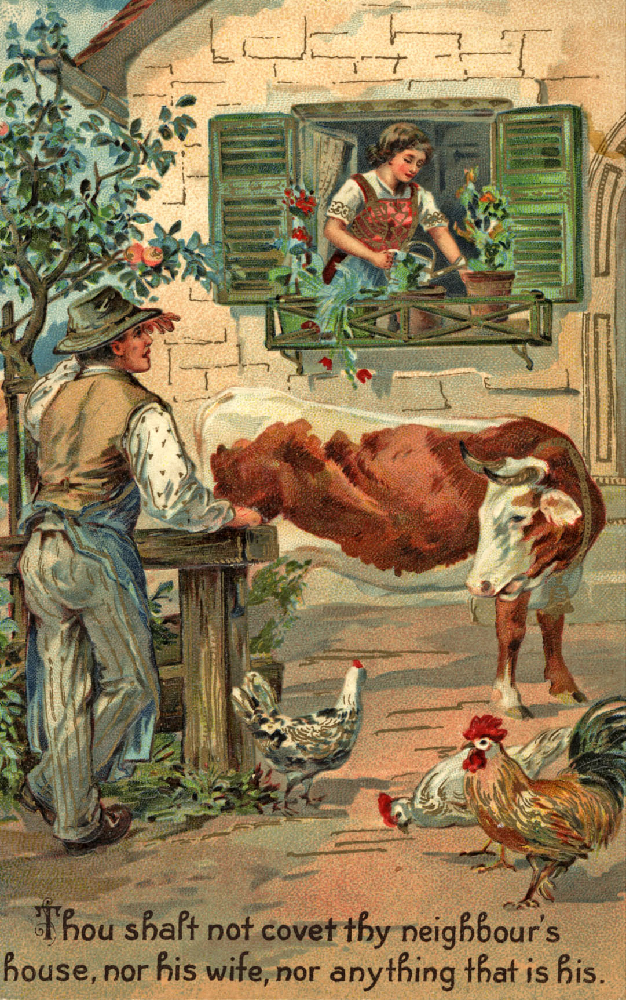 Thou shalt not covet thy neighbour's
house, nor his wife, nor anything that is his.